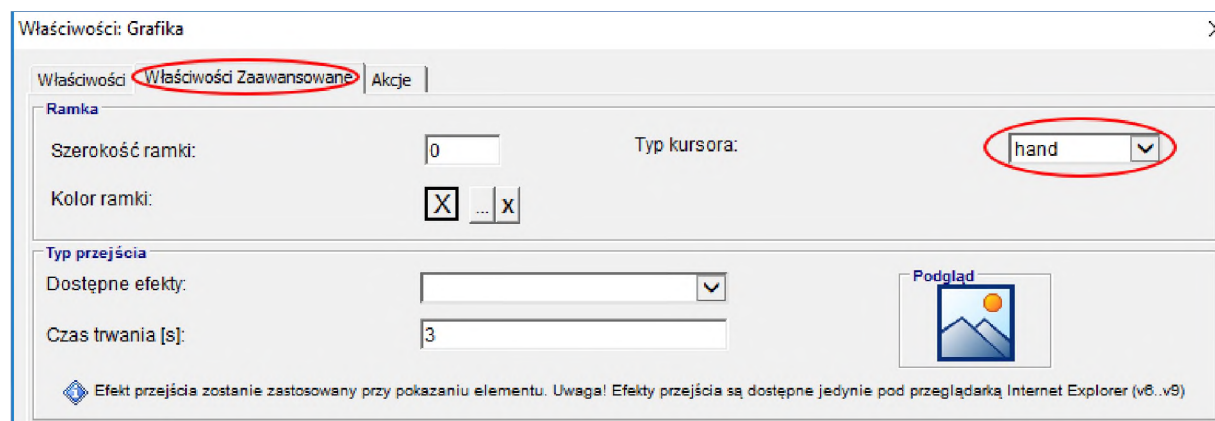 Właściwości: Grafika
Właściwości Właściwości Zaawansowane Akcje
Ramka
Szerokość ramki: 0 Typ kursora: hand
Kolor ramki: X ... x
Typ przejścia
Dostępne efekty: Podgląd
Czas trwania [s]: 3
Efekt przejścia zostanie zastosowany przy pokazaniu elementu. Uwaga! Efekty przejścia są dostępne jedynie pod przeglądarką Internet Explorer (v6..v9)